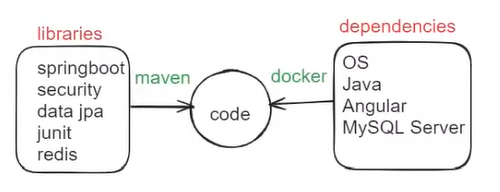 libraries
springboot
security
data jpa
junit
redis
maven
code
docker
dependencies
OS
Java
Angular
MySQL Server